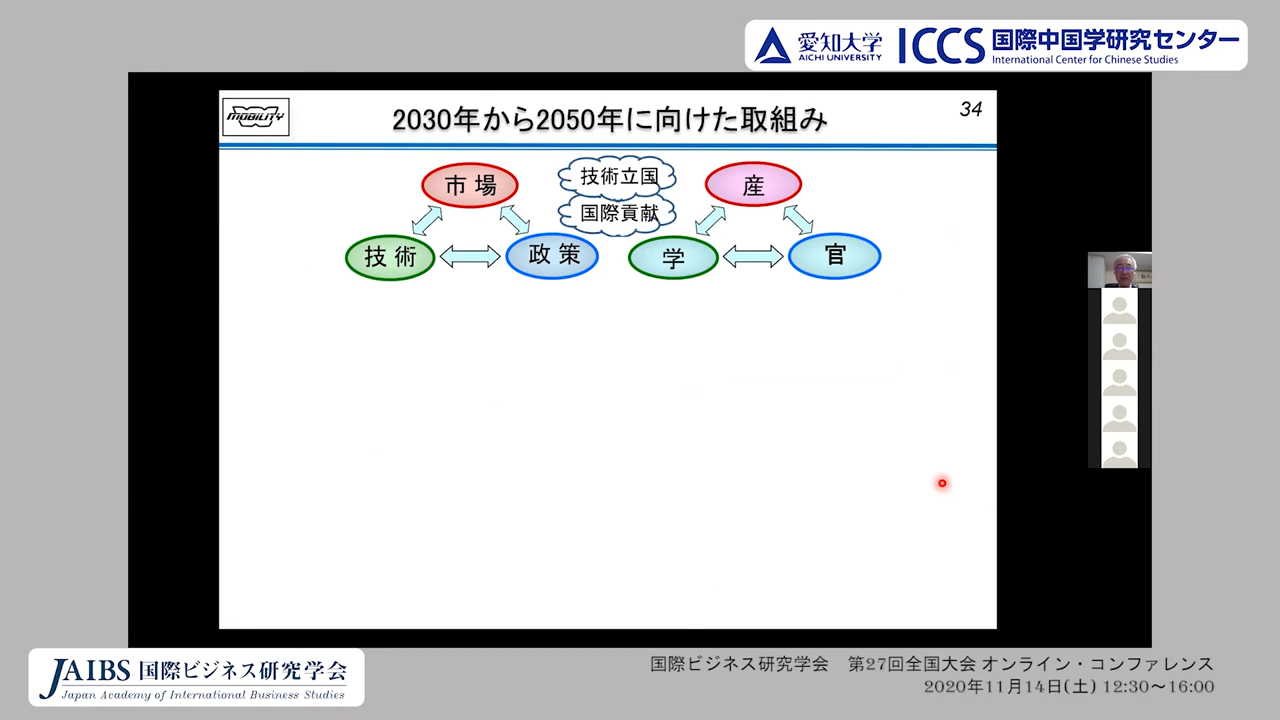 愛知大学
AICHI UNIVERSITY
ICCS 国際中国学研究センター
International Center for Chinese Studies
MOBILITY
2030年から2050年に向けた取組み
34
市場
技術立国
産
国際貢献
技術
政策
学
官
JAIBS 国際ビジネス研究学会
Japan Academy of International Business Studies
国際ビジネス研究学会 第27回全国大会 オンライン・コンファレンス
2020年11月14日(土) 12:30～16:00